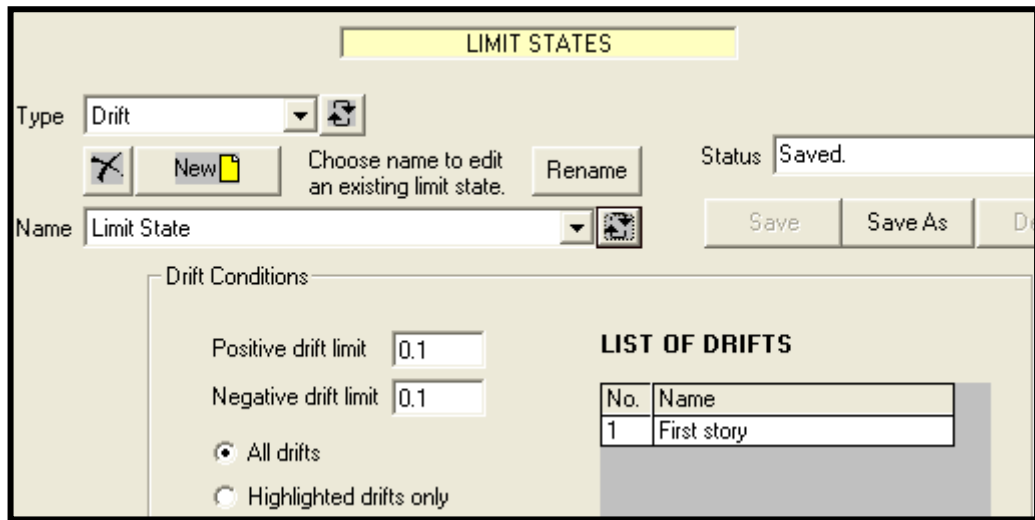 LIMIT STATES
Type Drift
New Choose name to edit an existing limit state. Rename
Status Saved.
Name Limit State
Save Save As
Drift Conditions
Positive drift limit 0.1
Negative drift limit 0.1
All drifts
Highlighted drifts only
LIST OF DRIFTS
No. Name
1 First story